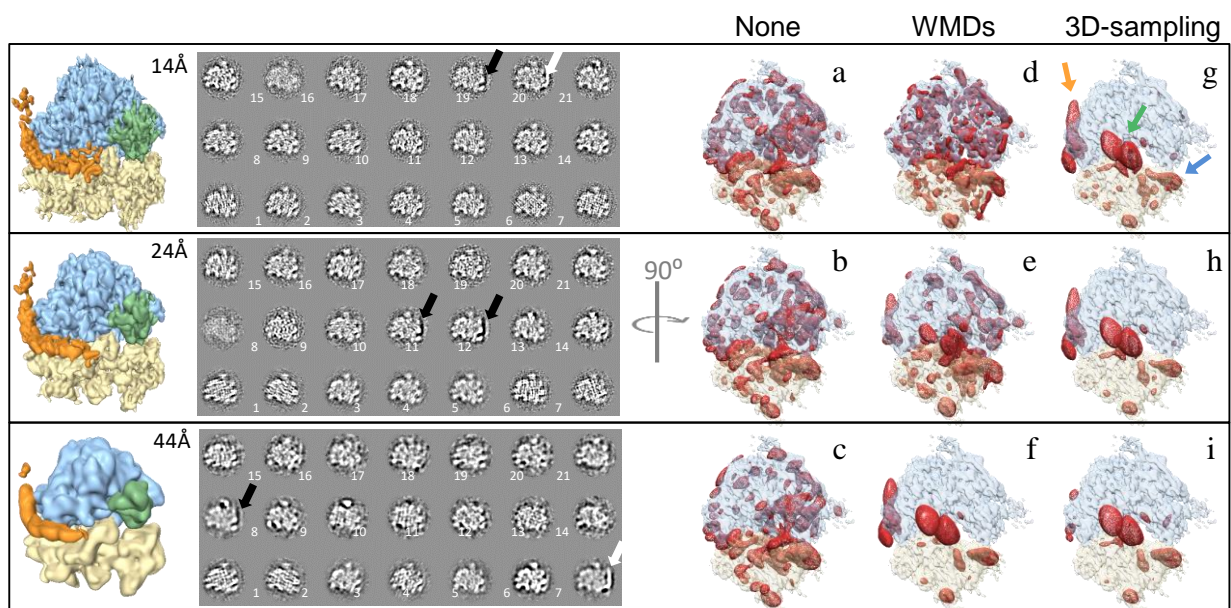 None WMDs 3D-sampling
14Å
15 16 17 18 19 20 21
8 9 10 11 12 13 14
1 2 3 4 5 6 7
a d g
24Å
15 16 17 18 19 20 21
8 9 10 11 12 13 14
1 2 3 4 5 6 7
90º
b e h
44Å
15 16 17 18 19 20 21
8 9 10 11 12 13 14
1 2 3 4 5 6 7
c f i